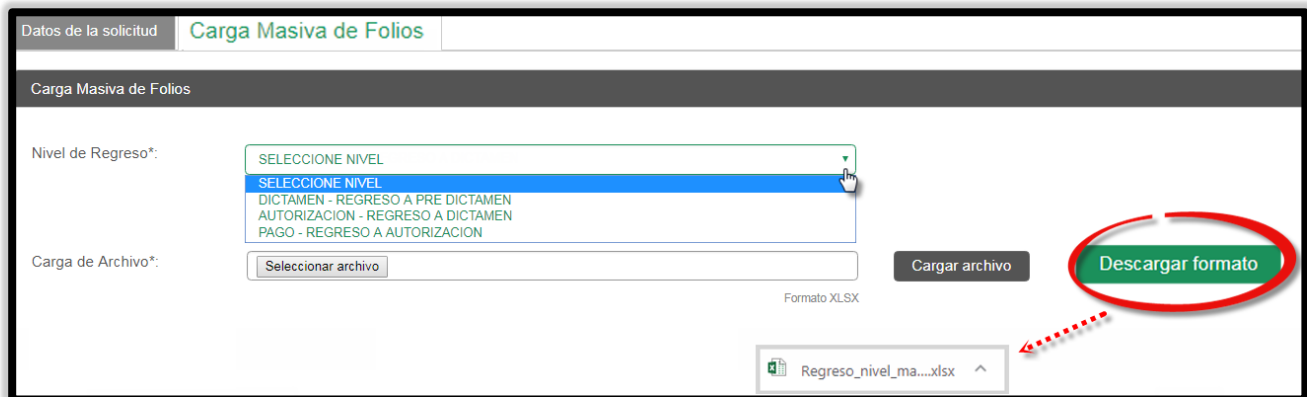 Datos de la solicitud Carga Masiva de Folios
Carga Masiva de Folios
Nivel de Regreso*: SELECCIONE NIVEL
SELECCIONE NIVEL
DICTAMEN - REGRESO A PRE DICTAMEN
AUTORIZACION - REGRESO A DICTAMEN
PAGO - REGRESO A AUTORIZACION
Carga de Archivo*: Seleccionar archivo Cargar archivo Descargar formato
Formato XLSX
Regreso_nivel_ma....xlsx